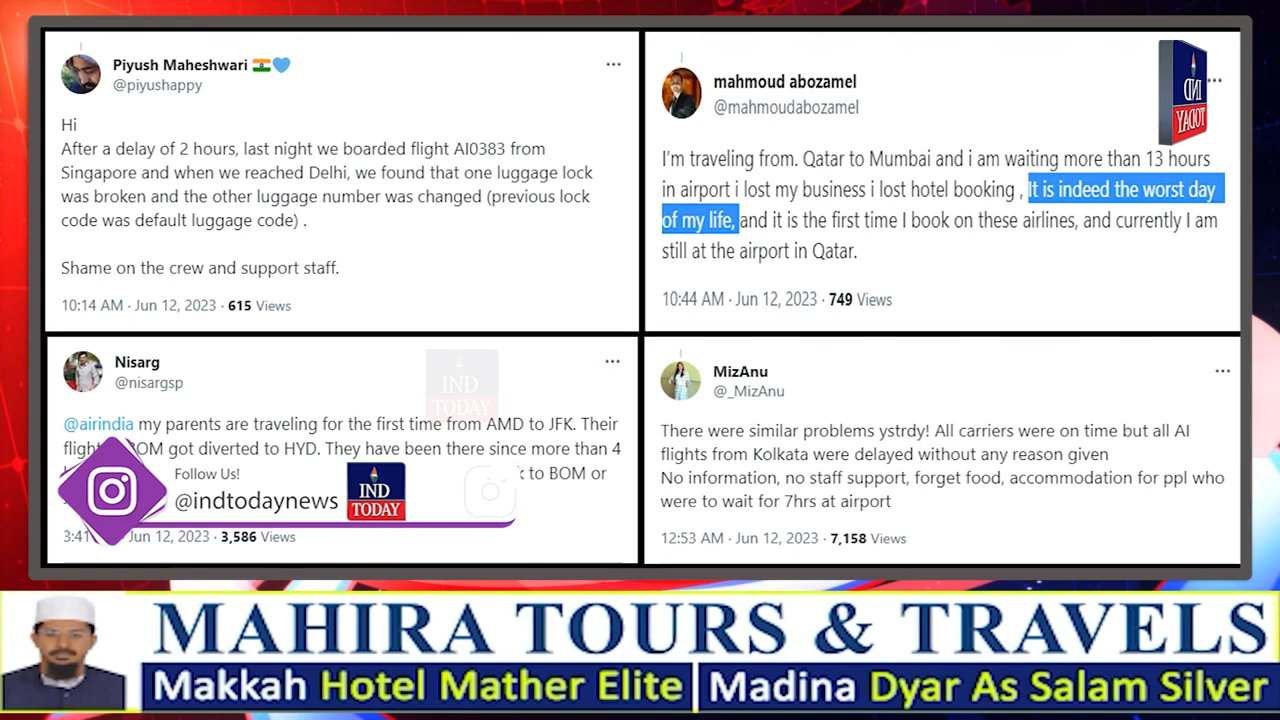 Piyush Maheshwari
@piyushappy
Hi
After a delay of 2 hours, last night we boarded flight AI0383 from
Singapore and when we reached Delhi, we found that one luggage lock
was broken and the other luggage number was changed (previous lock
code was default luggage code) .
Shame on the crew and support staff.
10:14 AM · Jun 12, 2023 · 615 Views
mahmoud abozamel
@mahmoudabozamel
I'm traveling from. Qatar to Mumbai and i am waiting more than 13 hours
in airport i lost my business i lost hotel booking , It is indeed the worst day
of my life, and it is the first time I book on these airlines, and currently I am
still at the airport in Qatar.
10:44 AM · Jun 12, 2023 · 749 Views
IND
TODAY
Nisarg
@nisargsp
@airindia my parents are traveling for the first time from AMD to JFK. Their
flight BOM got diverted to HYD. They have been there since more than 4
to BOM or
3:41 Jun 12, 2023 · 3,586 Views
IND
TODAY
Follow Us!
@indtodaynews
IND
TODAY
MizAnu
@_MizAnu
There were similar problems ystrdy! All carriers were on time but all AI
flights from Kolkata were delayed without any reason given
No information, no staff support, forget food, accommodation for ppl who
were to wait for 7hrs at airport
12:53 AM · Jun 12, 2023 · 7,158 Views
MAHIRA TOURS & TRAVELS
Makkah Hotel Mather Elite
Madina Dyar As Salam Silver